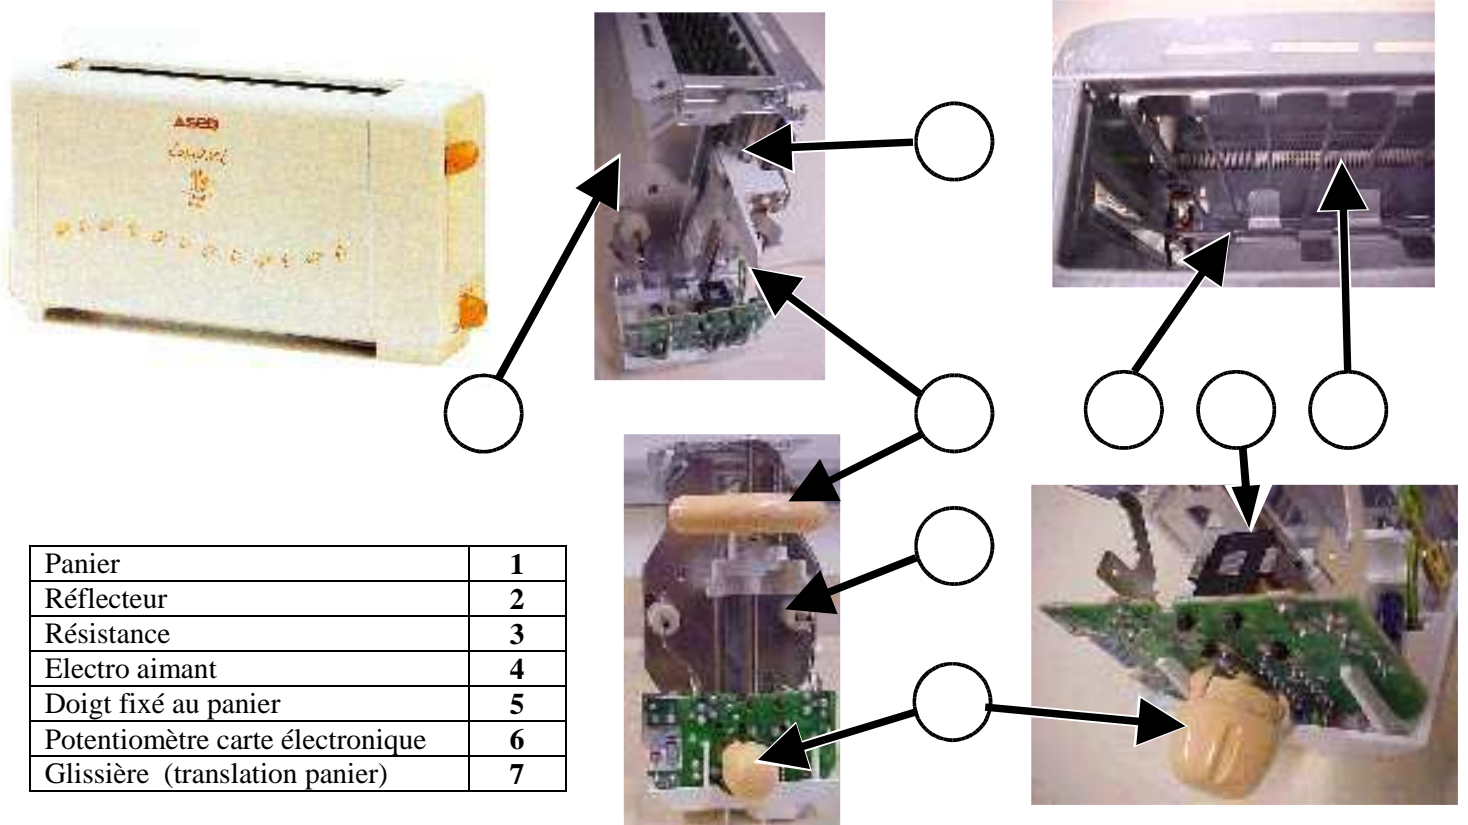 SEB
Panier 1
Réflecteur 2
Résistance 3
Electro aimant 4
Doigt fixé au panier 5
Potentiomètre carte électronique 6
Glissière (translation panier) 7